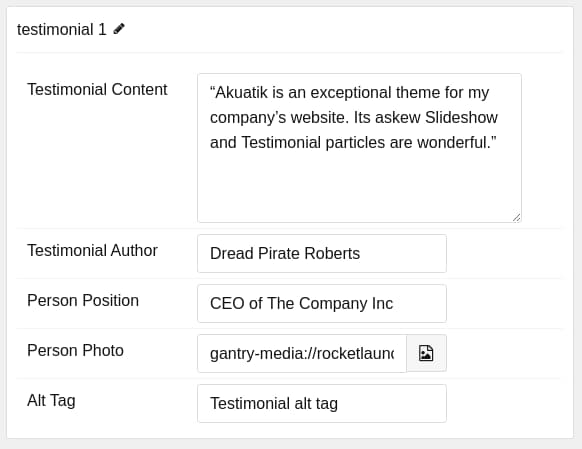 testimonial 1
Testimonial Content
“Akuatik is an exceptional theme for my
company’s website. Its askew Slideshow
and Testimonial particles are wonderful.”
Testimonial Author
Dread Pirate Roberts
Person Position
CEO of The Company Inc
Person Photo
gantry-media://rocketlaunc
Alt Tag
Testimonial alt tag